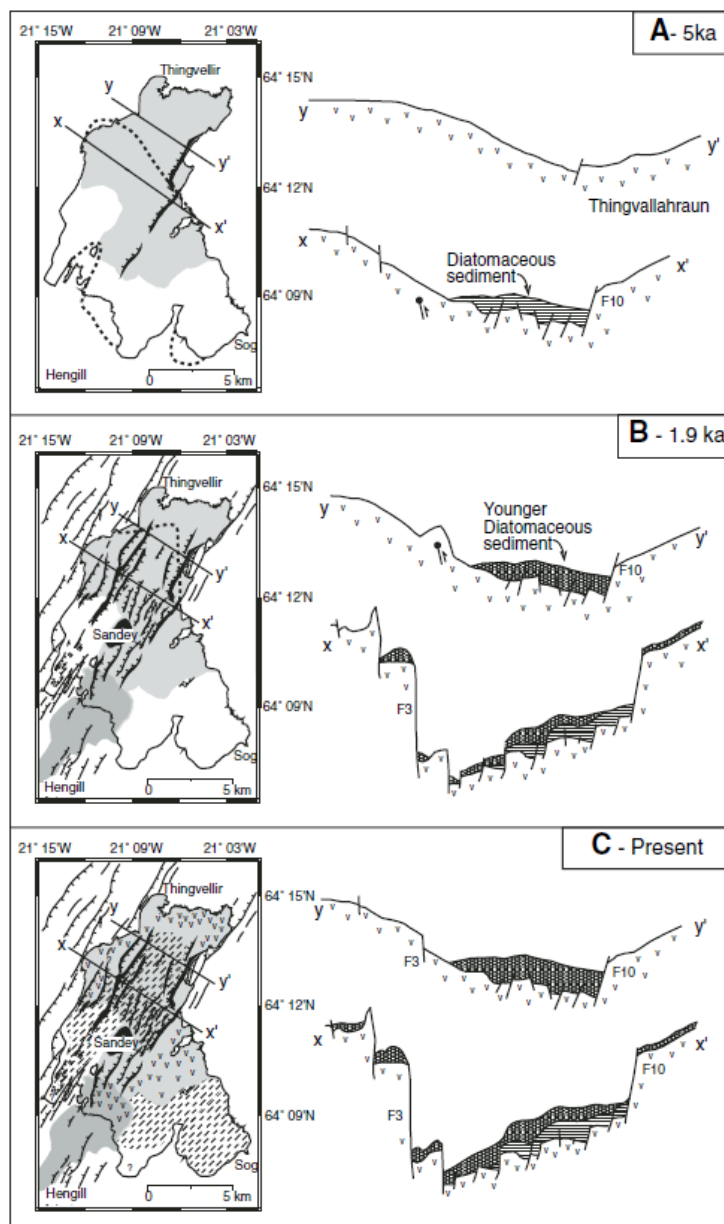 A - 5ka
21° 15'W 21° 09'W 21° 03'W
Thingvellir
64° 15'N
y
x
y'
x'
64° 12'N
64° 09'N
Sog
Hengill
0 5 km
y
y'
Thingvallahraun
x
x'
Diatomaceous
sediment
F10
B - 1.9 ka
21° 15'W 21° 09'W 21° 03'W
Thingvellir
64° 15'N
y
x
y'
x'
64° 12'N
Sandey
64° 09'N
Sog
Hengill
0 5 km
y
y'
Younger
Diatomaceous
sediment
F10
x
x'
F3
C - Present
21° 15'W 21° 09'W 21° 03'W
Thingvellir
64° 15'N
y
x
y'
x'
64° 12'N
Sandey
64° 09'N
?
Sog
Hengill
0 5 km
y
y'
F3
F10
x
x'
F10
F3